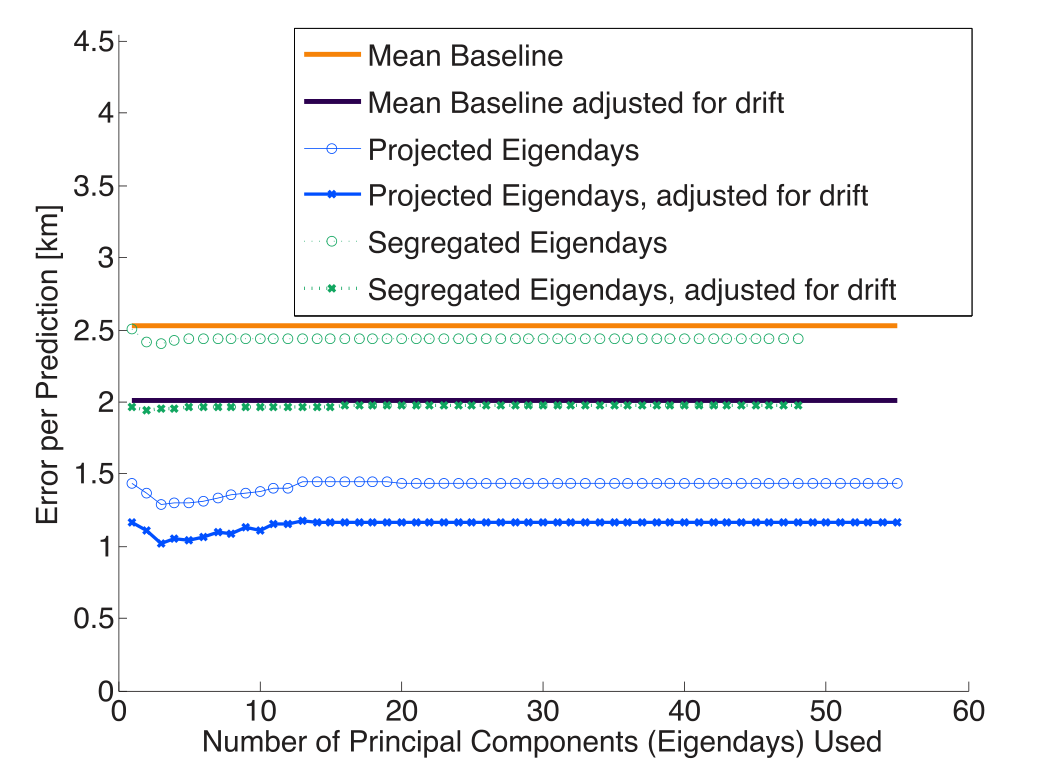 4.5
4
3.5
3
2.5
2
1.5
1
0.5
0
Error per Prediction [km]
Mean Baseline
Mean Baseline adjusted for drift
Projected Eigendays
Projected Eigendays, adjusted for drift
Segregated Eigendays
Segregated Eigendays, adjusted for drift
0 10 20 30 40 50 60
Number of Principal Components (Eigendays) Used